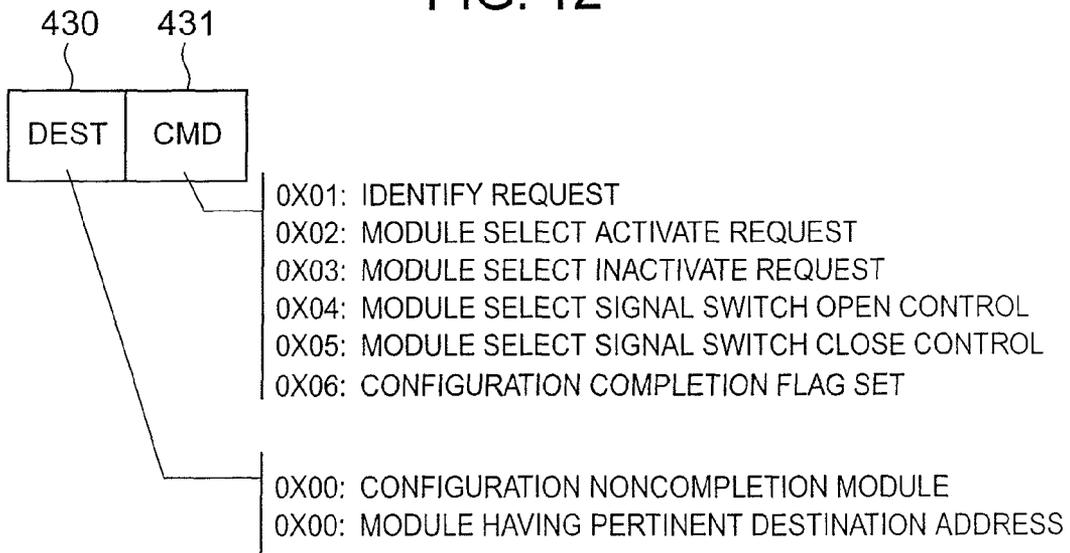 FIG. 12
430 431
DEST CMD
0X01: IDENTIFY REQUEST
0X02: MODULE SELECT ACTIVATE REQUEST
0X03: MODULE SELECT INACTIVATE REQUEST
0X04: MODULE SELECT SIGNAL SWITCH OPEN CONTROL
0X05: MODULE SELECT SIGNAL SWITCH CLOSE CONTROL
0X06: CONFIGURATION COMPLETION FLAG SET
0X00: CONFIGURATION NONCOMPLETION MODULE
0X00: MODULE HAVING PERTINENT DESTINATION ADDRESS